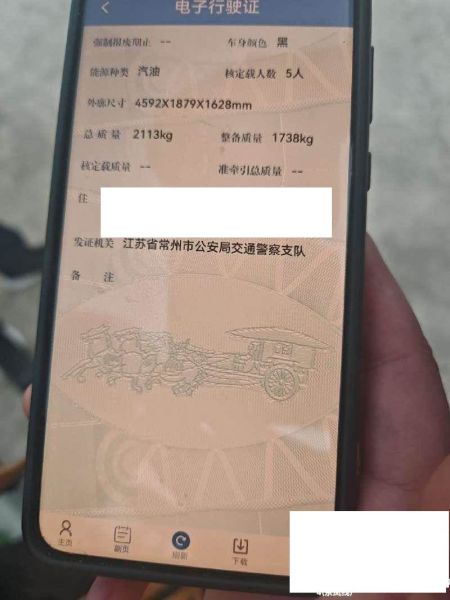 电子行驶证
强制报废期止 -- 车身颜色 黑
能源种类 汽油 核定载人数 5人
外廓尺寸 4592X1879X1628mm
总质量 2113kg 整备质量 1738kg
核定载质量 -- 准牵引总质量 --
住
发证机关 江苏省常州市公安局交通警察支队
备 注
主页 副页 刷新 下载